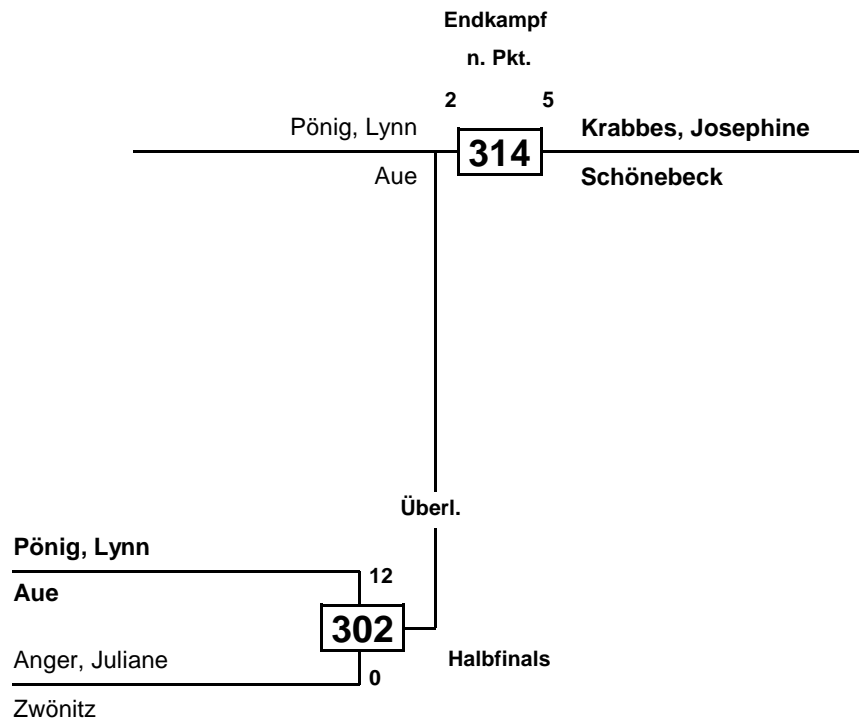 Endkampf
n. Pkt.
2 5
Pönig, Lynn 314 Krabbes, Josephine
Aue Schönebeck
Überl.
Pönig, Lynn
12
Aue
302
Anger, Juliane Halbfinals
0
Zwönitz